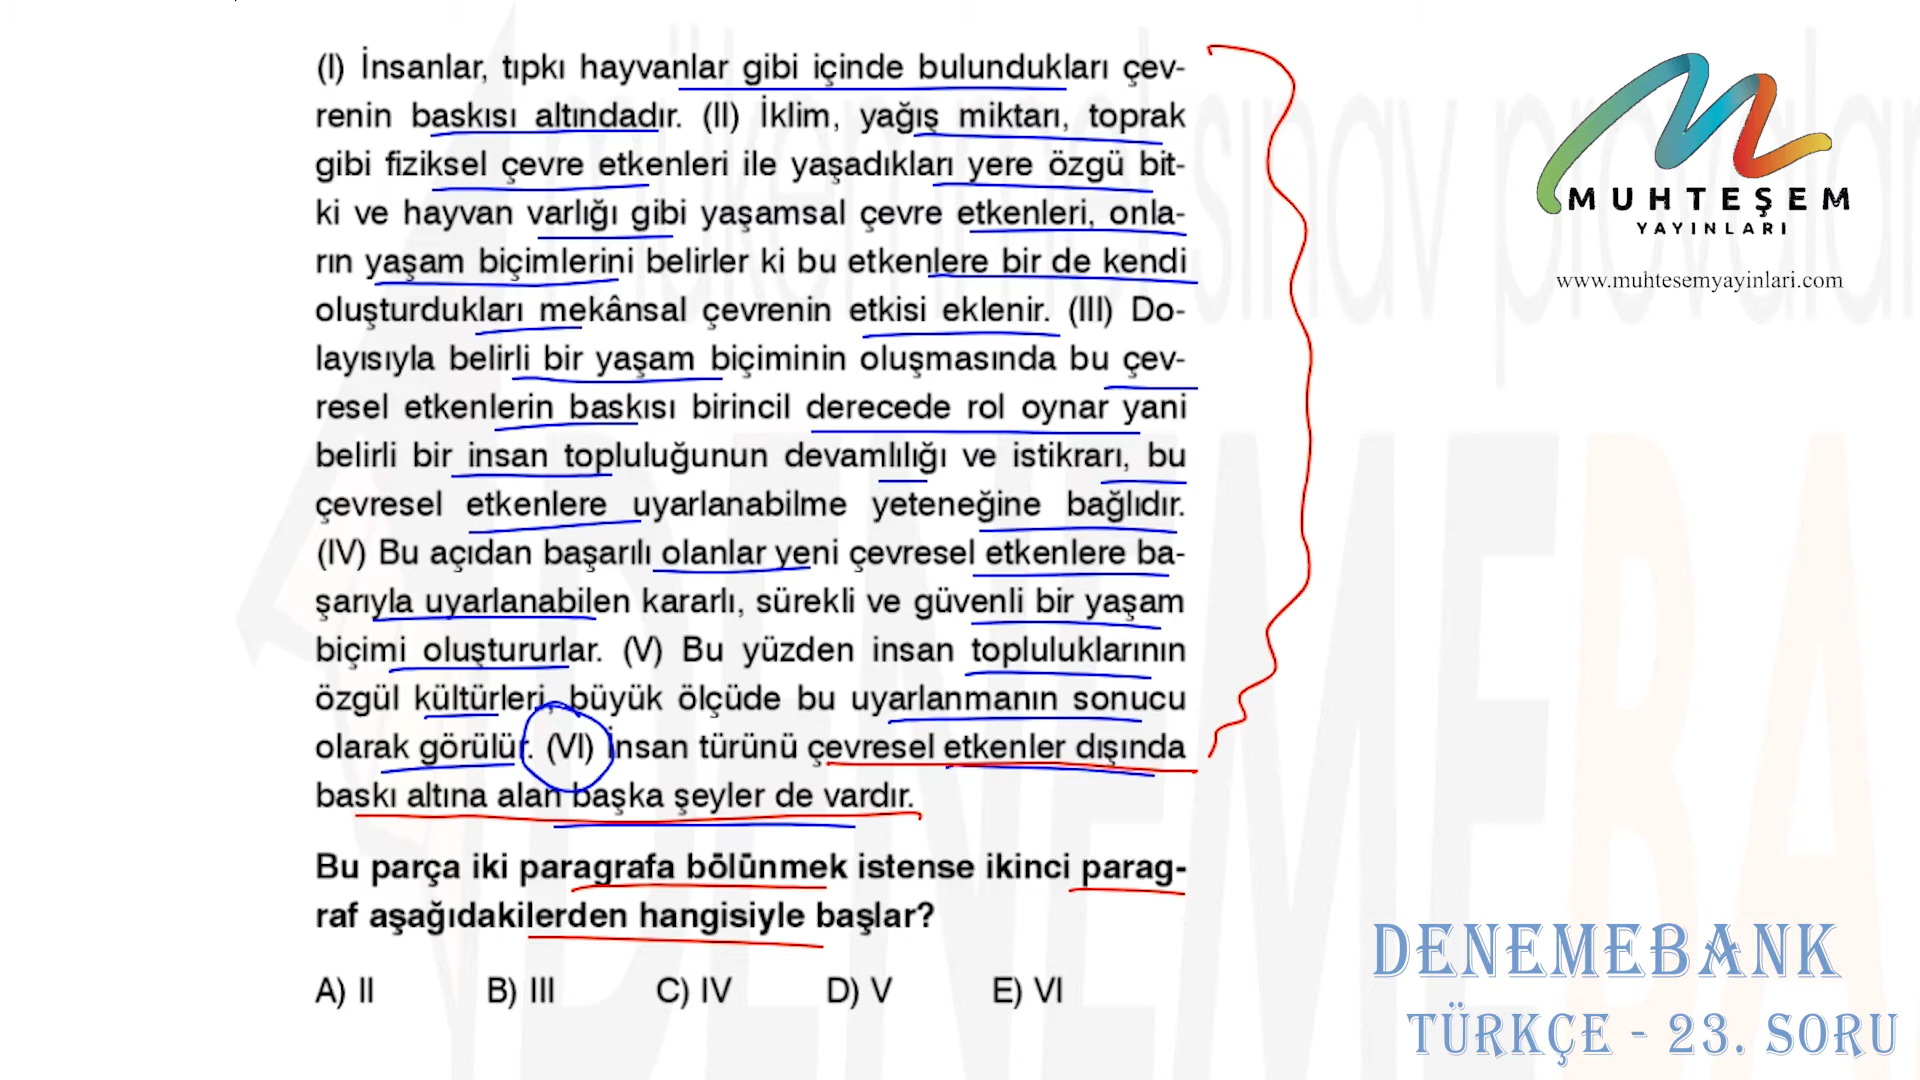 (I) İnsanlar, tıpkı hayvanlar gibi içinde bulundukları çev-
renin baskısı altındadır. (II) İklim, yağış miktarı, toprak
gibi fiziksel çevre etkenleri ile yaşadıkları yere özgü bit-
ki ve hayvan varlığı gibi yaşamsal çevre etkenleri, onla-
rın yaşam biçimlerini belirler ki bu etkenlere bir de kendi
oluşturdukları mekânsal çevrenin etkisi eklenir. (III) Do-
layısıyla belirli bir yaşam biçiminin oluşmasında bu çev-
resel etkenlerin baskısı birincil derecede rol oynar yani
belirli bir insan topluluğunun devamlılığı ve istikrarı, bu
çevresel etkenlere uyarlanabilme yeteneğine bağlıdır.
(IV) Bu açıdan başarılı olanlar yeni çevresel etkenlere ba-
şarıyla uyarlanabilen kararlı, sürekli ve güvenli bir yaşam
biçimi oluştururlar. (V) Bu yüzden insan topluluklarının
özgül kültürleri, büyük ölçüde bu uyarlanmanın sonucu
olarak görülür. (VI) İnsan türünü çevresel etkenler dışında
baskı altına alan başka şeyler de vardır.
Bu parça iki paragrafa bölünmek istense ikinci parag-
raf aşağıdakilerden hangisiyle başlar?
A) II B) III C) IV D) V E) VI
MUHTEŞEM
YAYINLARI
www.muhtesemyayinlari.com
DENEMEBANK
TÜRKÇE - 23. SORU